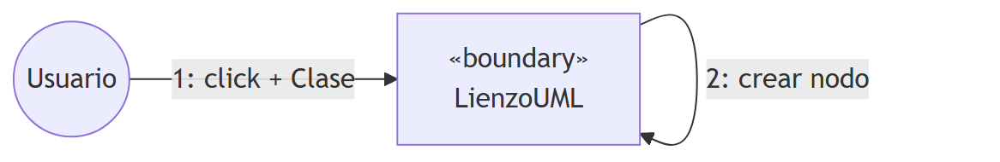 Usuario
1: click + Clase
«boundary»
LienzoUML
2: crear nodo